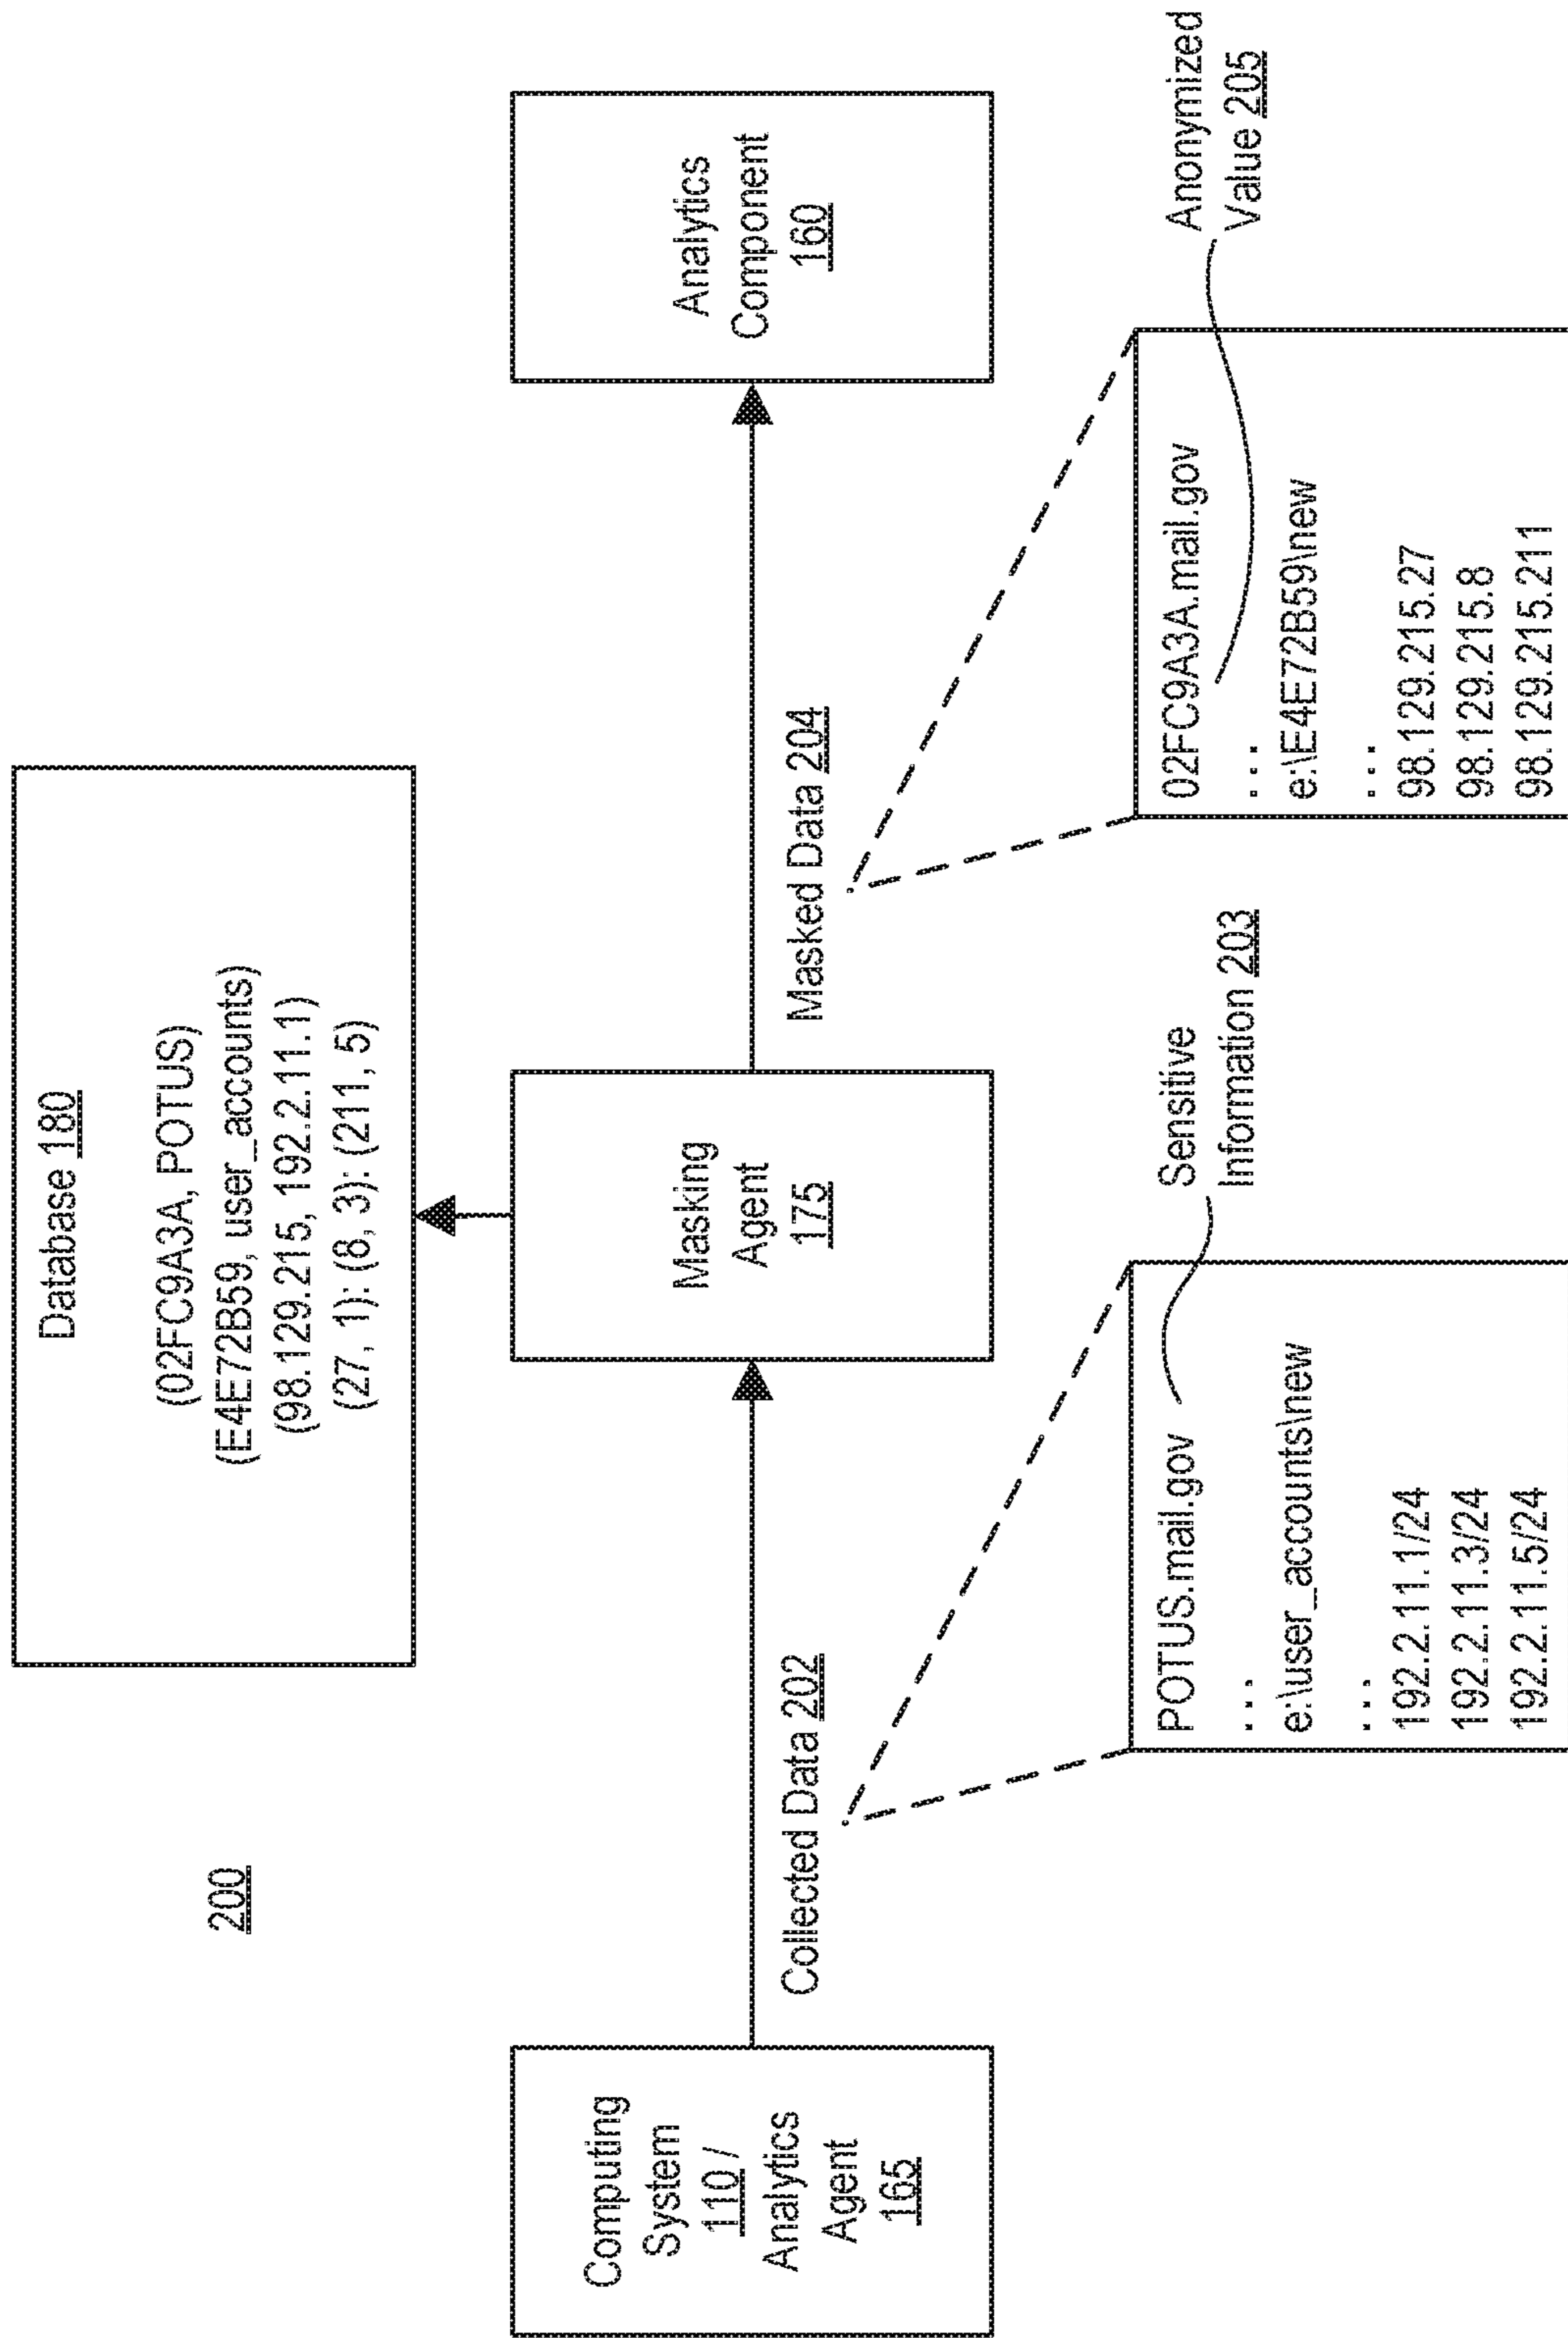 200
Database 180
(02FC9A3A, POTUS)
(E4E72B59, user_accounts)
(98.129.215, 192.2.11.1)
(27, 1): (8, 3): (211, 5)
Computing
System
110 /
Analytics
Agent
165
Collected Data 202
Masking
Agent
175
Masked Data 204
Analytics
Component
160
POTUS.mail.gov
...
e:\user_accounts\new
...
192.2.11.1/24
192.2.11.3/24
192.2.11.5/24
Sensitive
Information 203
02FC9A3A.mail.gov
...
e:\E4E72B59\new
...
98.129.215.27
98.129.215.8
98.129.215.211
Anonymized
Value 205